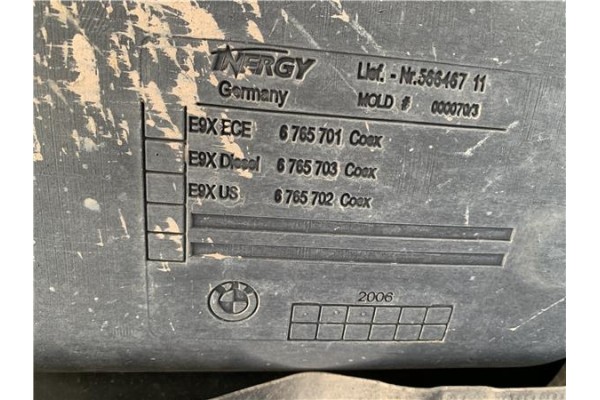 INERGY
Germany
Lief. - Nr.566467 11
MOLD # 000070/3
E9X ECE 6 765 701 Coex
E9X Diesel 6 765 703 Coex
E9X US 6 765 702 Coex
2006